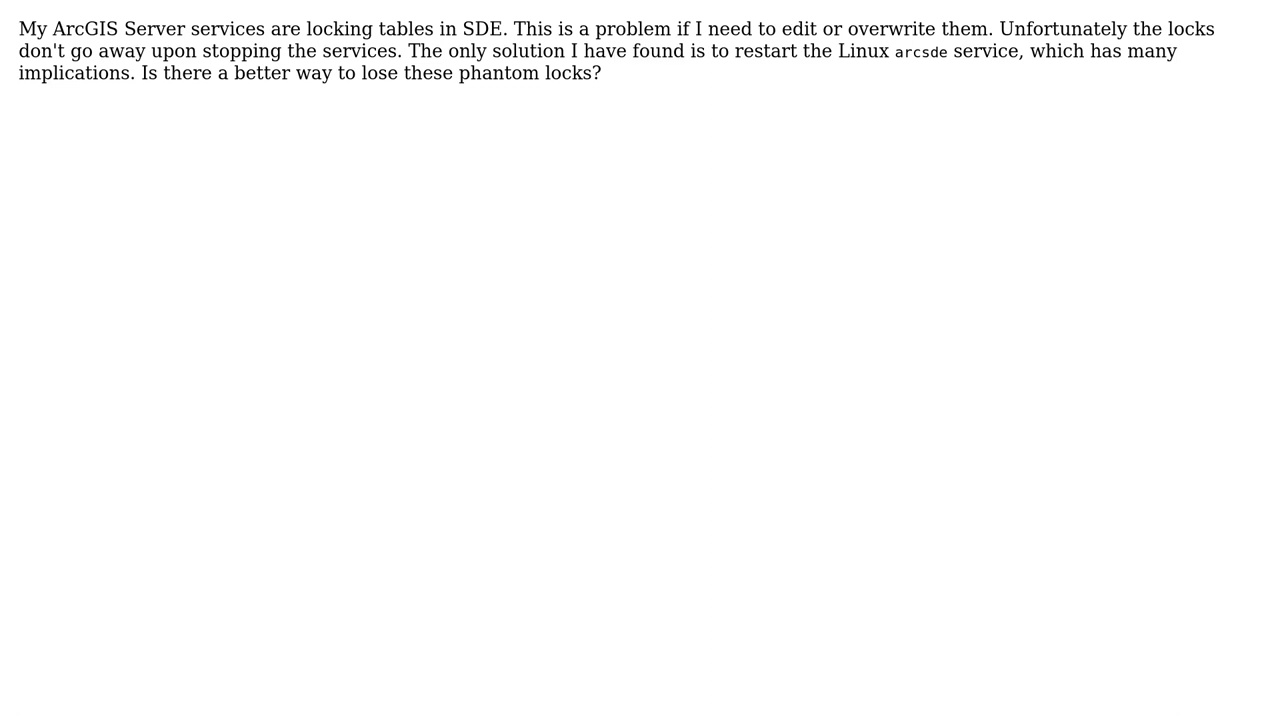 My ArcGIS Server services are locking tables in SDE. This is a problem if I need to edit or overwrite them. Unfortunately the locks
don't go away upon stopping the services. The only solution I have found is to restart the Linux arcsde service, which has many
implications. Is there a better way to lose these phantom locks?